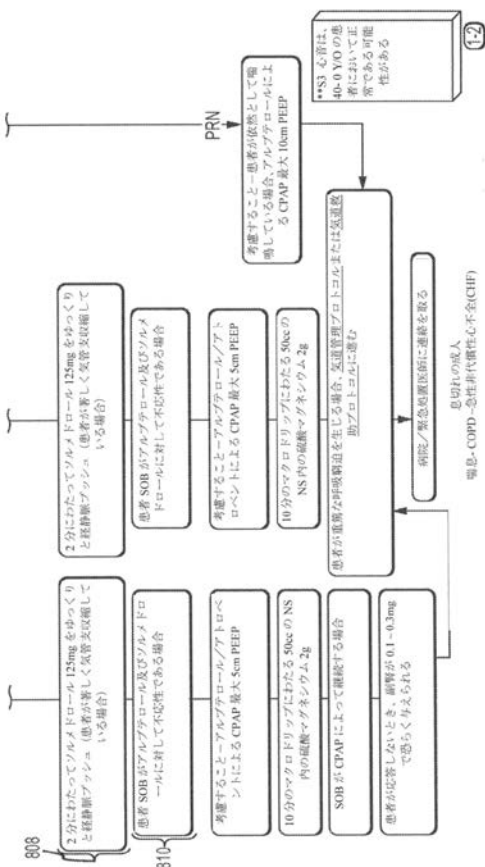 808
2 分にわたってソルメドロール 125mg をゆっくり
と経静脈プッシュ（患者が著しく気管支収縮して
いる場合）
810
患者 SOB がアルブテロール及びソルメドロ
ールに対して不応性である場合
考慮すること－アルブテロール/アトロベ
ントによる CPAP 最大 5cm PEEP
10 分のマクロドリップにわたる 50cc の NS
内の硫酸マグネシウム 2g
SOB が CPAP によって継続する場合
患者が応答しないとき、副腎が 0.1～0.3mg
で恐らく与えられる
2 分にわたってソルメドロール 125mg をゆっくり
と経静脈プッシュ（患者が著しく気管支収縮して
いる場合）
患者 SOB がアルブテロール及びソルメ
ドロールに対して不応性である場合
考慮すること－アルブテロール/アト
ロベントによる CPAP 最大 5cm PEEP
10 分のマクロドリップにわたる 50cc の
NS 内の硫酸マグネシウム 2g
PRN
考慮すること－患者が依然として喘
鳴している場合、アルブテロールによ
る CPAP 最大 10cm PEEP
患者が重篤な呼吸窮迫を生じる場合、気道管理プロトコルまたは気道救
助プロトコルに進む
病院／緊急処置医師に連絡を取る
息切れの成人
喘息- COPD –急性非代償性心不全(CHF)
**S3 心音は、
40- 0 Y/O の患
者において正
常である可能
性がある
1-2